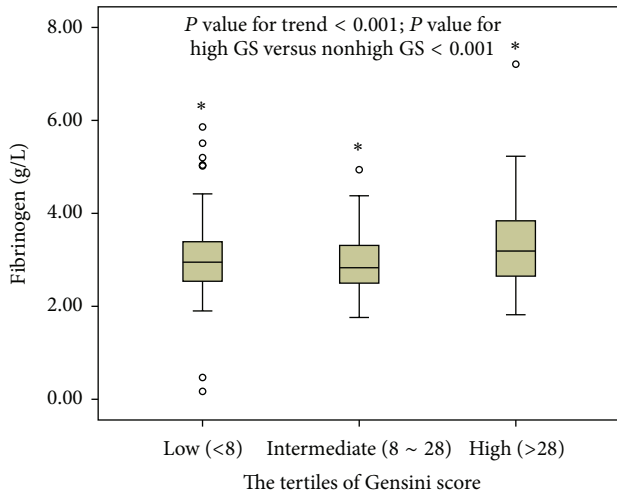 P value for trend < 0.001; P value for
high GS versus nonhigh GS < 0.001
8.00
6.00
4.00
2.00
0.00
Fibrinogen (g/L)
*
*
*
Low (<8) Intermediate (8 ~ 28) High (>28)
The tertiles of Gensini score